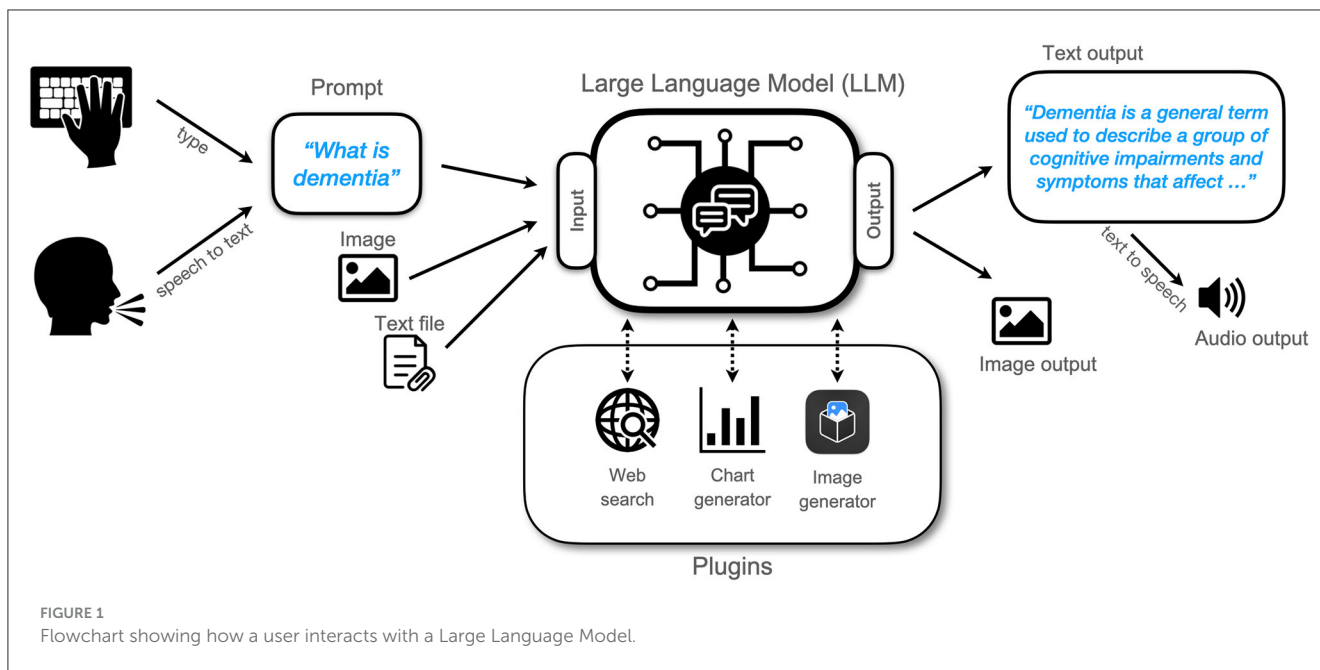 type
speech to text
Prompt
“What is
dementia”
Image
Text file
Large Language Model (LLM)
Input
Output
Text output
“Dementia is a general term
used to describe a group of
cognitive impairments and
symptoms that affect ...”
text to speech
Audio output
Image output
Web
search
Chart
generator
Image
generator
Plugins
FIGURE 1
Flowchart showing how a user interacts with a Large Language Model.